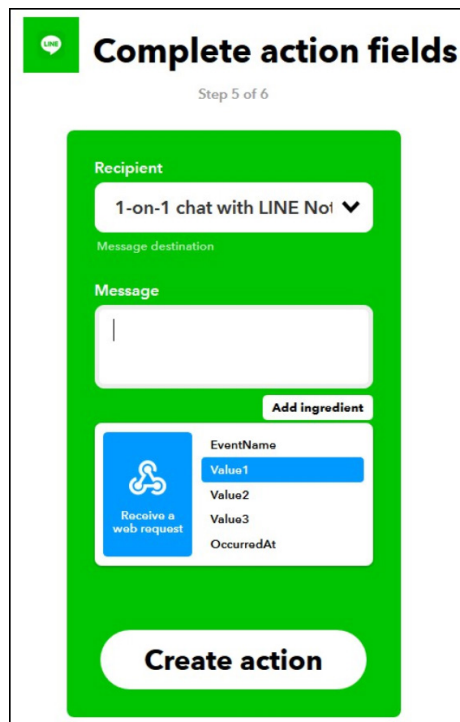 LINE
Complete action fields
Step 5 of 6
Recipient
1-on-1 chat with LINE Not
Message destination
Message
Add ingredient
Receive a
web request
EventName
Value1
Value2
Value3
OccurredAt
Create action